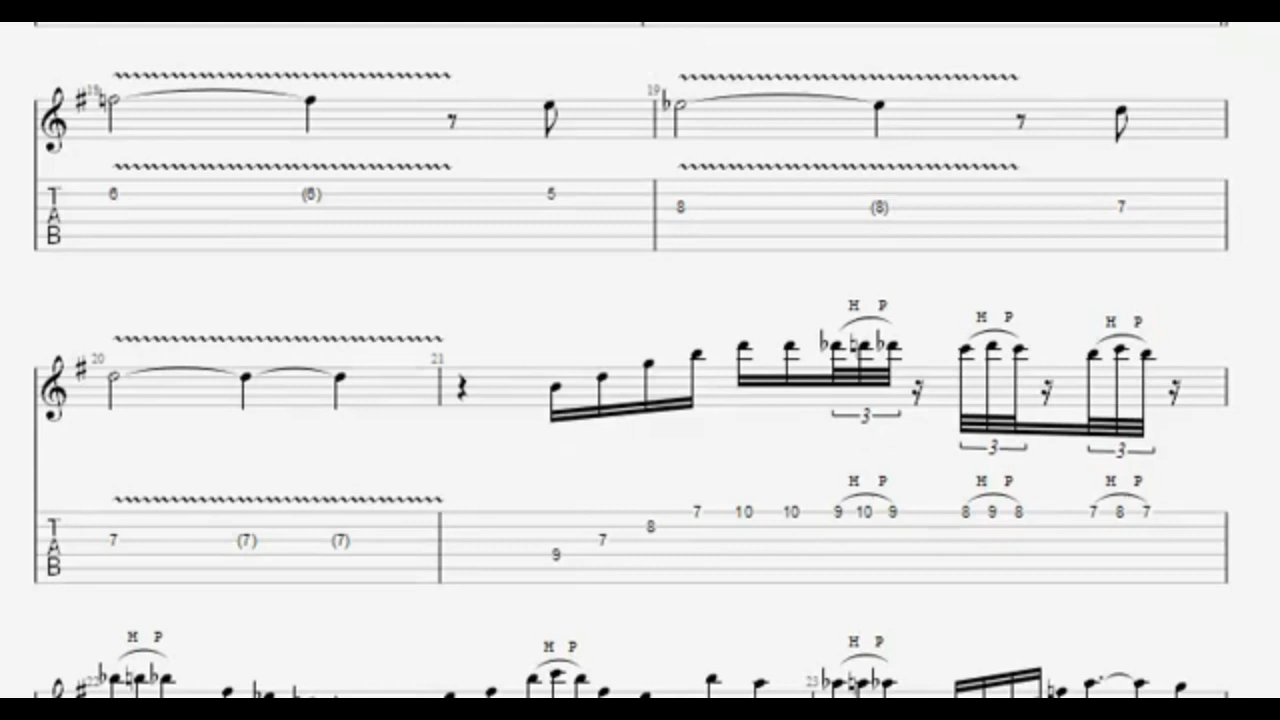 18
19
T 6 (6) 5 8 (8) 7
A
B
H P H P H P
20 21
3
3 3
H P H P H P
T 7 (7) (7) 9 7 8 7 10 10 9 10 9 8 9 8 7 8 7
A
B
H P H P H P
22 23